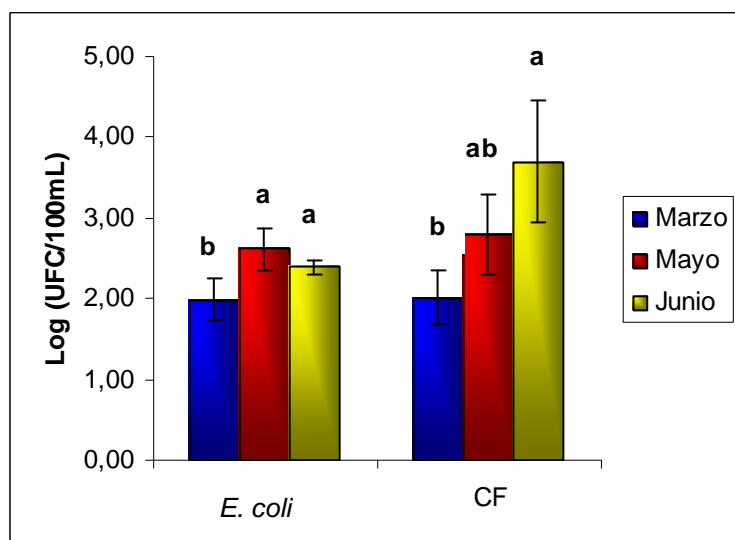 5,00
4,00
3,00
2,00
1,00
0,00
Log (UFC/100mL)
b
a
a
b
ab
a
E. coli
CF
Marzo
Mayo
Junio